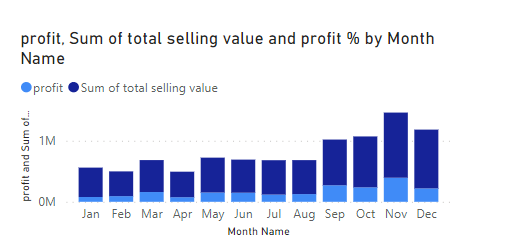 profit, Sum of total selling value and profit % by Month
Name
profit Sum of total selling value
profit and Sum of...
1M
0M
Jan Feb Mar Apr May Jun Jul Aug Sep Oct Nov Dec
Month Name